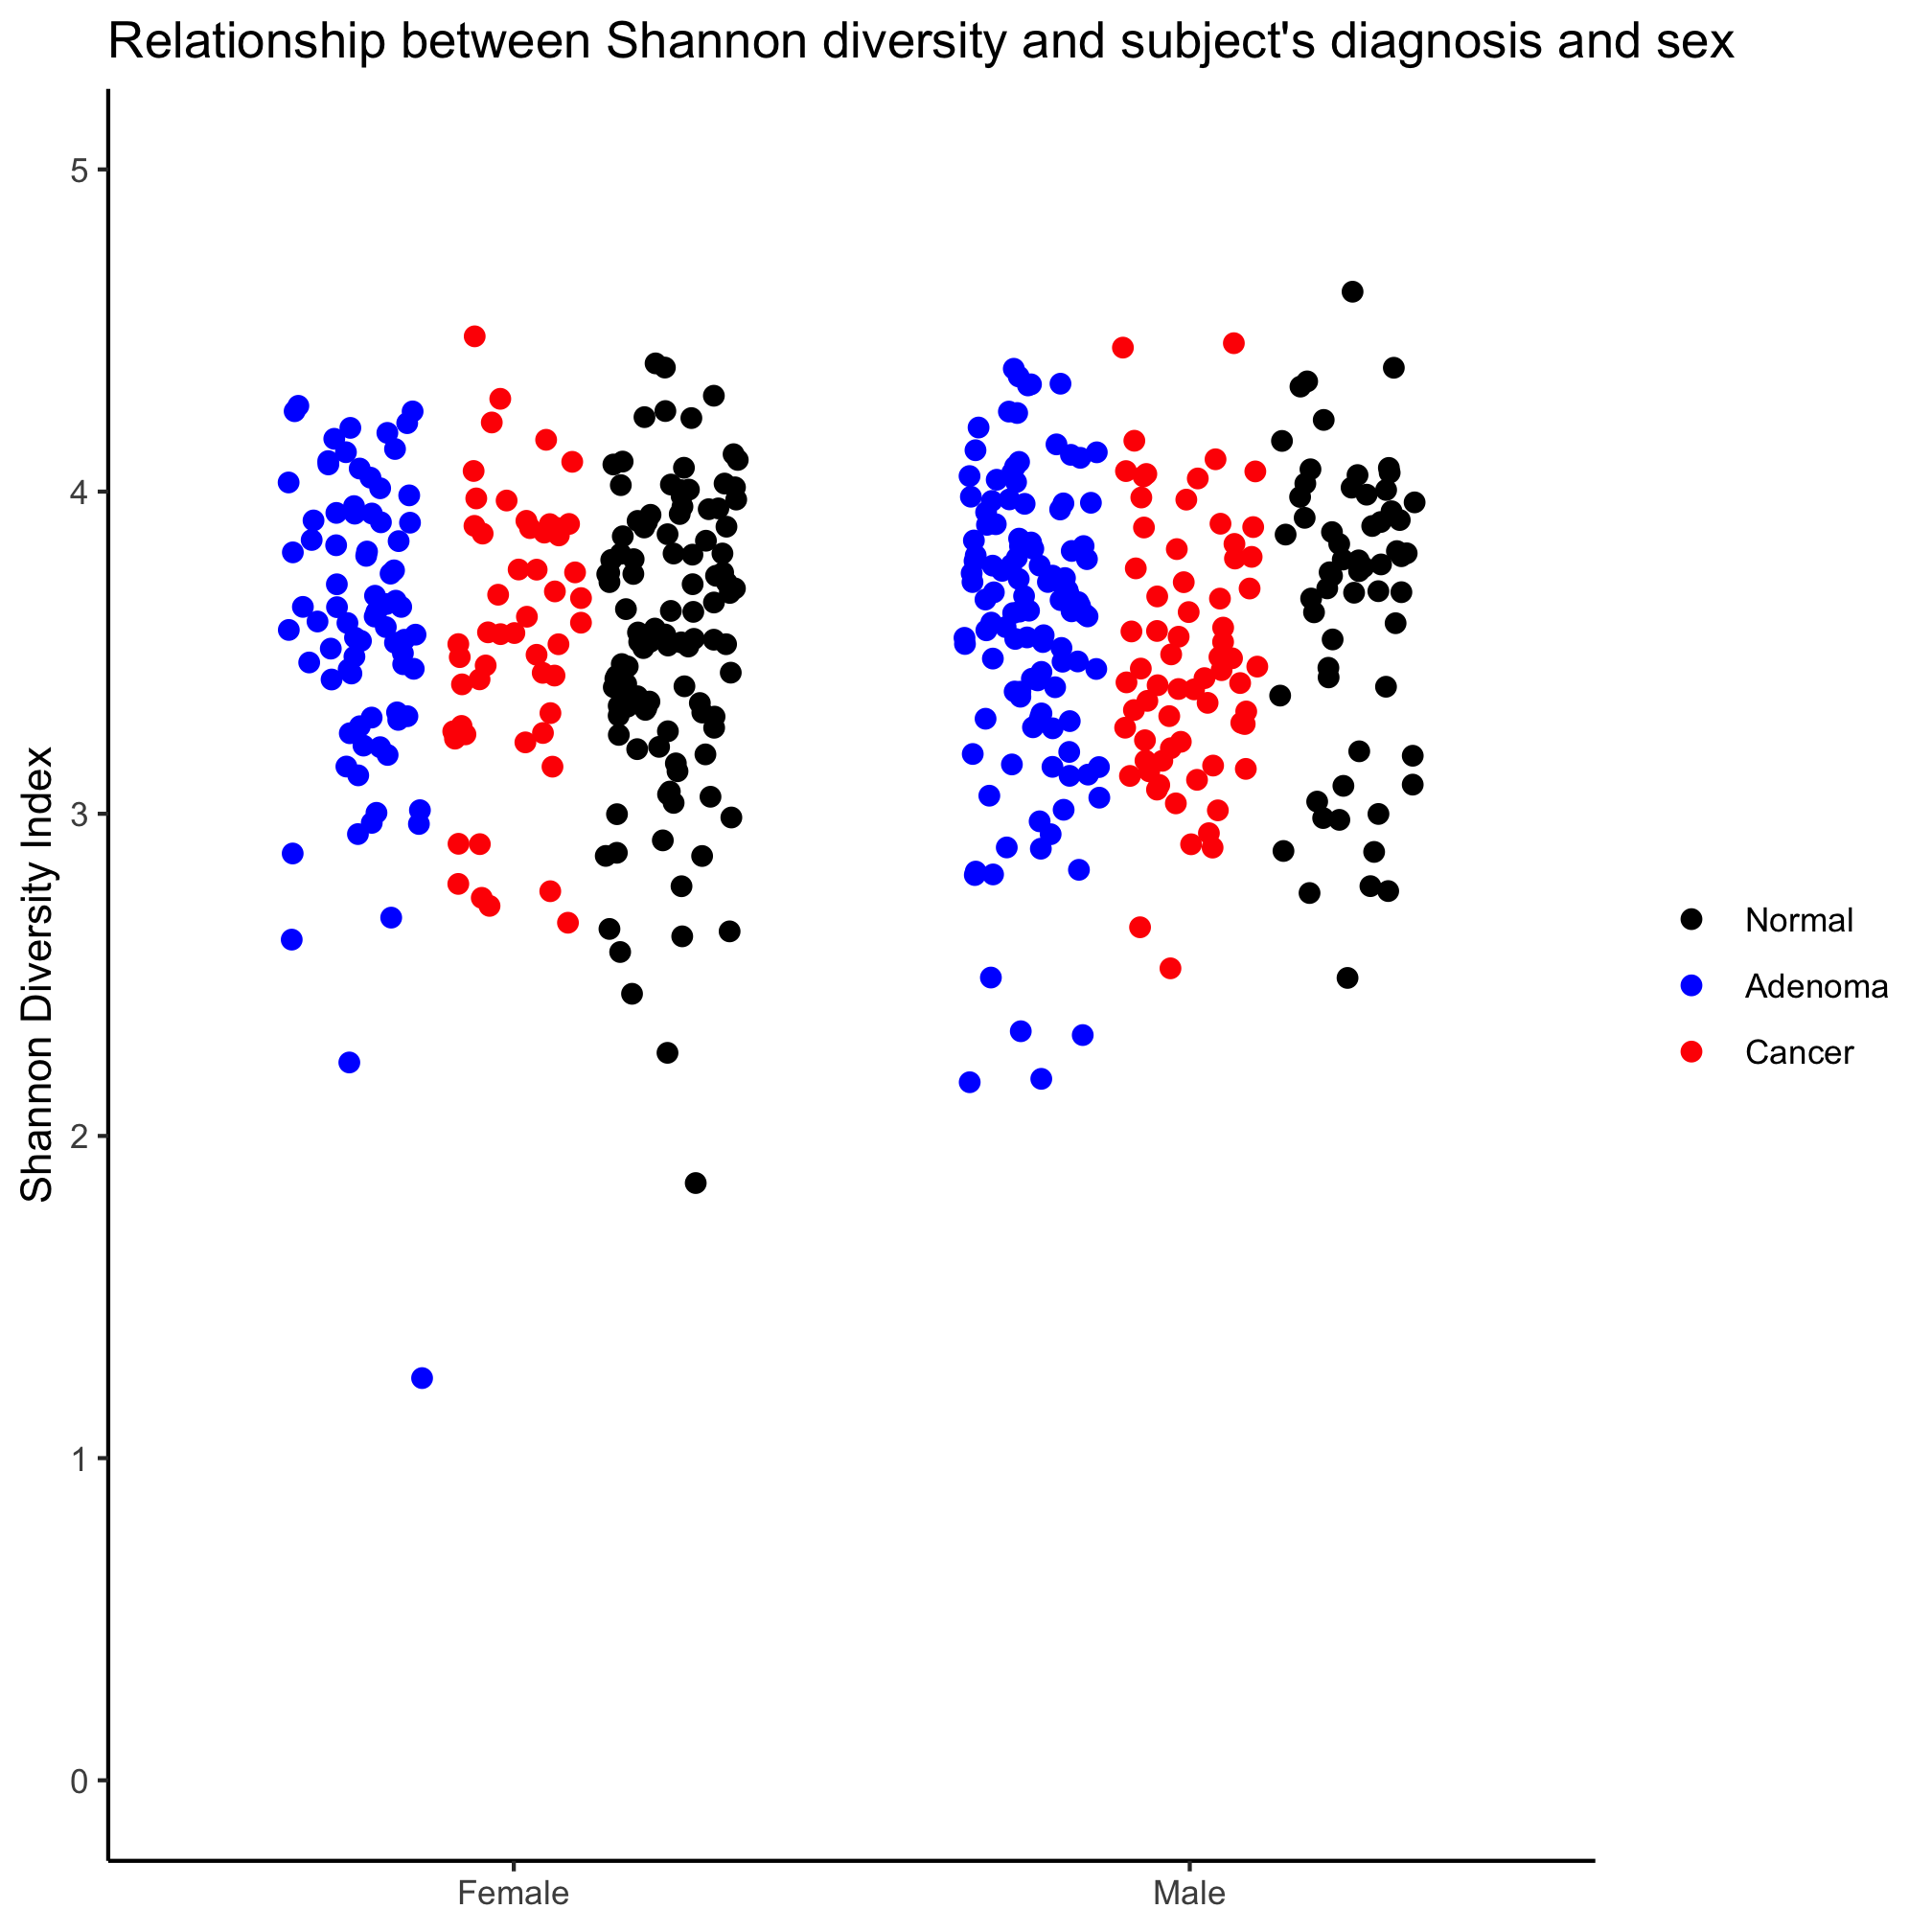 Relationship between Shannon diversity and subject's diagnosis and sex
Shannon Diversity Index
5
4
3
2
1
0
Female
Male
Normal
Adenoma
Cancer